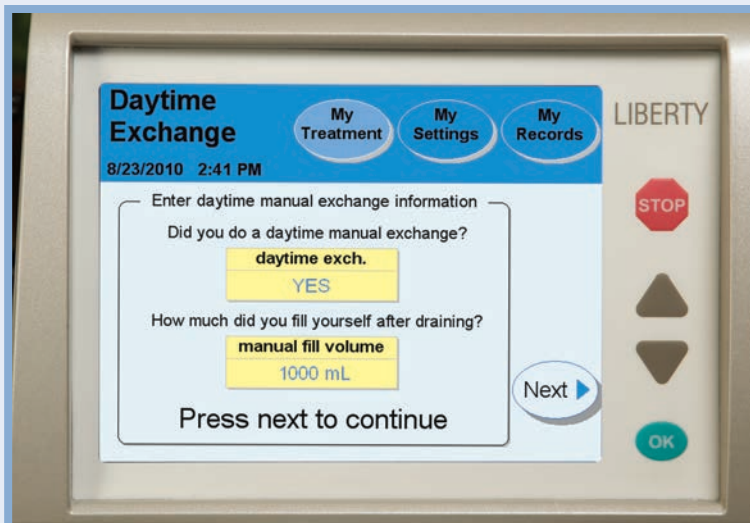 Daytime
Exchange
8/23/2010 2:41 PM
My
Treatment
My
Settings
My
Records
LIBERTY
STOP
Enter daytime manual exchange information
Did you do a daytime manual exchange?
daytime exch.
YES
How much did you fill yourself after draining?
manual fill volume
1000 mL
Press next to continue
Next
OK